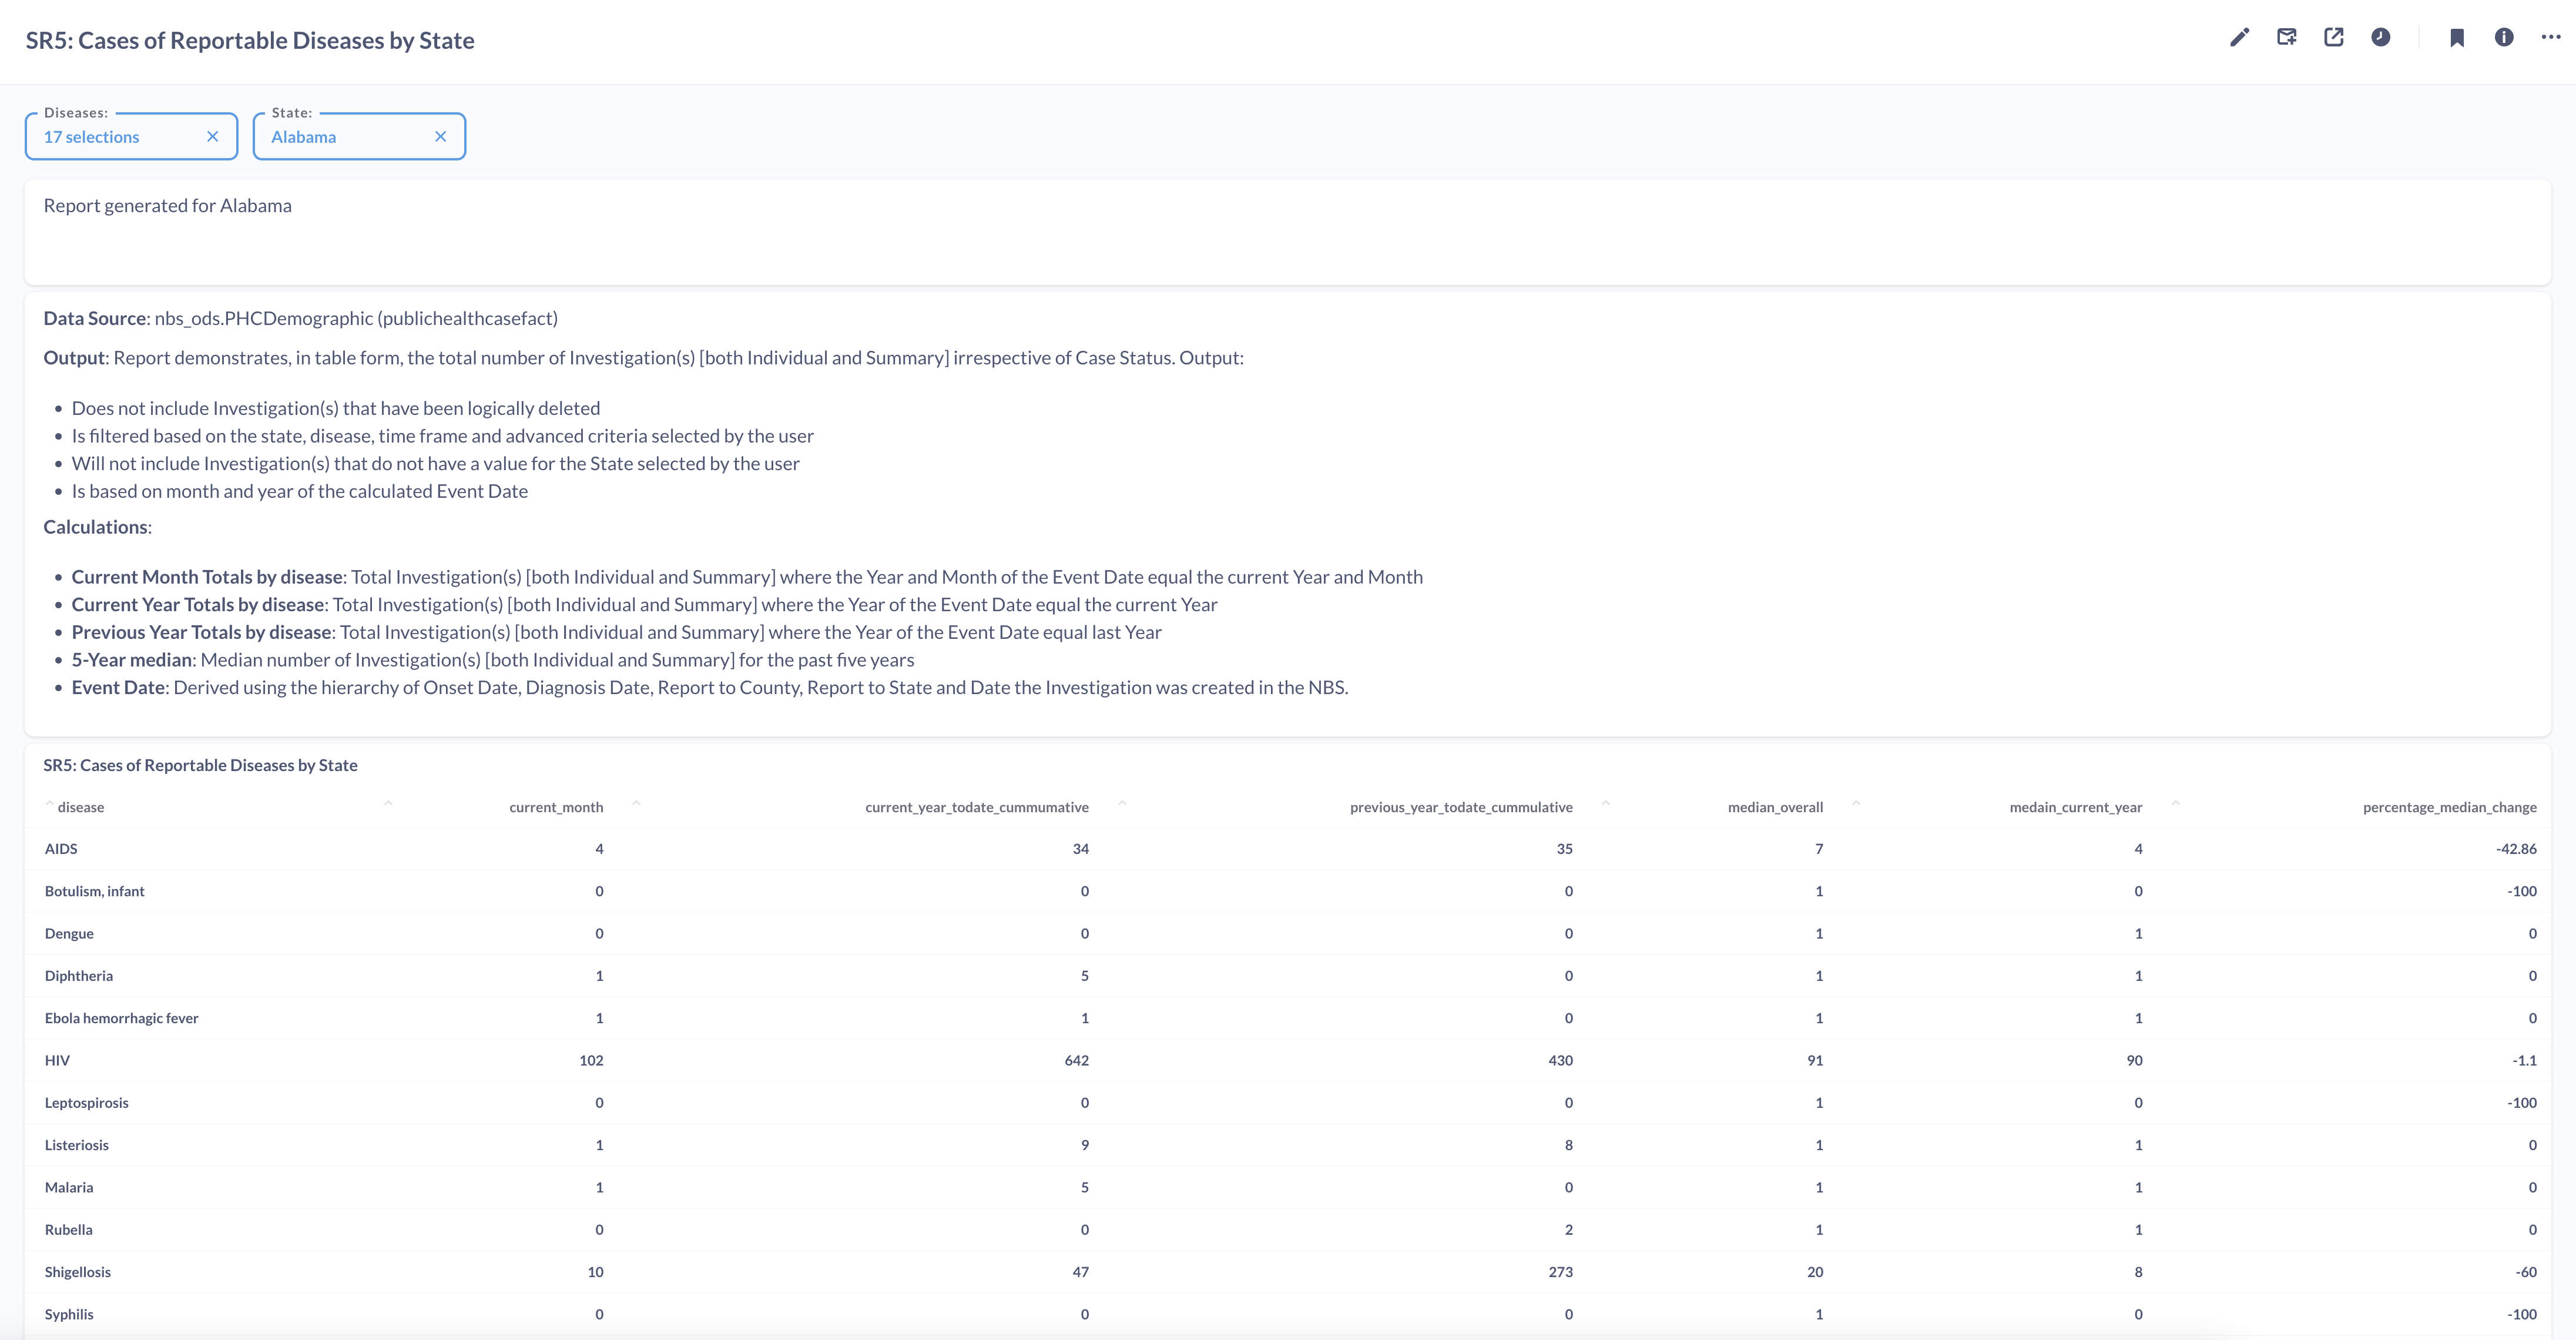 SR5: Cases of Reportable Diseases by State
Diseases:
17 selections
State:
Alabama
Report generated for Alabama
Data Source: nbs_ods.PHCDemographic (publichealthcasefact)
Output: Report demonstrates, in table form, the total number of Investigation(s) [both Individual and Summary] irrespective of Case Status. Output:
• Does not include Investigation(s) that have been logically deleted
• Is filtered based on the state, disease, time frame and advanced criteria selected by the user
• Will not include Investigation(s) that do not have a value for the State selected by the user
• Is based on month and year of the calculated Event Date
Calculations:
• Current Month Totals by disease: Total Investigation(s) [both Individual and Summary] where the Year and Month of the Event Date equal the current Year and Month
• Current Year Totals by disease: Total Investigation(s) [both Individual and Summary] where the Year of the Event Date equal the current Year
• Previous Year Totals by disease: Total Investigation(s) [both Individual and Summary] where the Year of the Event Date equal last Year
• 5-Year median: Median number of Investigation(s) [both Individual and Summary] for the past five years
• Event Date: Derived using the hierarchy of Onset Date, Diagnosis Date, Report to County, Report to State and Date the Investigation was created in the NBS.
SR5: Cases of Reportable Diseases by State
disease current_month current_year_todate_cummumative previous_year_todate_cummulative median_overall medain_current_year percentage_median_change
AIDS 4 34 35 7 4 -42.86
Botulism, infant 0 0 0 1 0 -100
Dengue 0 0 0 1 1 0
Diphtheria 1 5 0 1 1 0
Ebola hemorrhagic fever 1 1 0 1 1 0
HIV 102 642 430 91 90 -1.1
Leptospirosis 0 0 0 1 0 -100
Listeriosis 1 9 8 1 1 0
Malaria 1 5 0 1 1 0
Rubella 0 0 2 1 1 0
Shigellosis 10 47 273 20 8 -60
Syphilis 0 0 0 1 0 -100